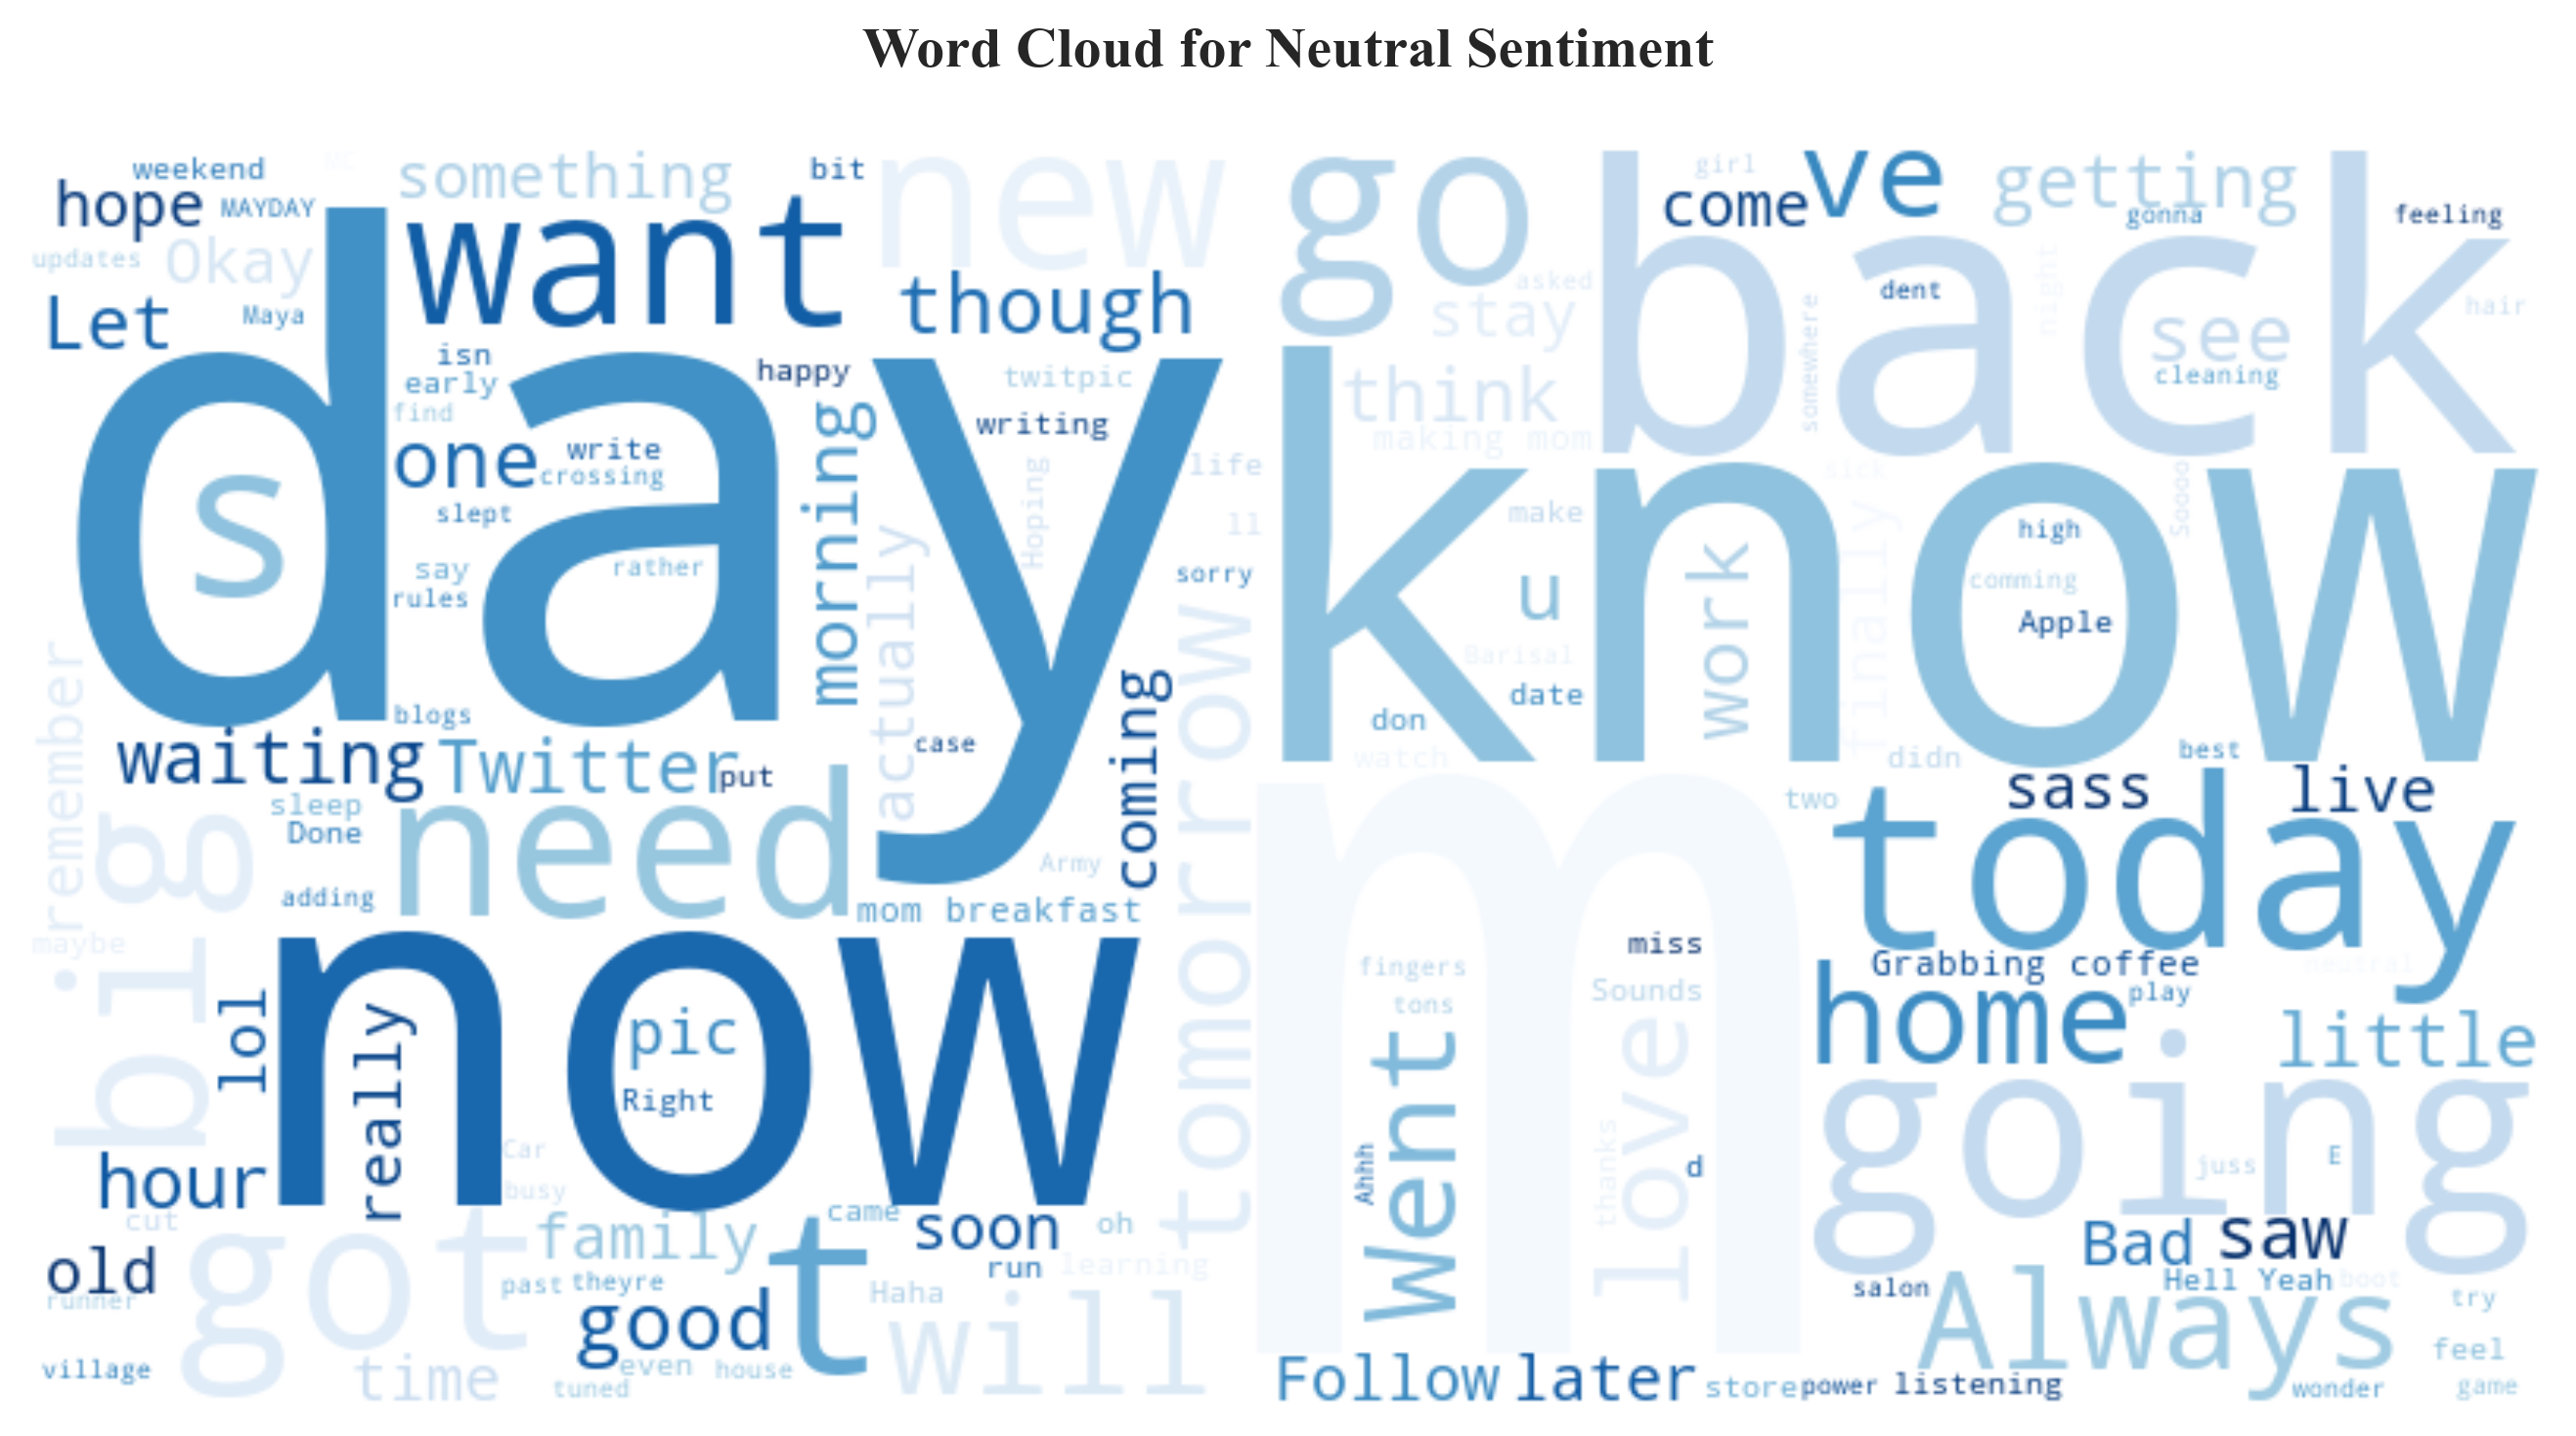 Word Cloud for Neutral Sentiment
weekend
something
bit
new
go
back
girl
ve
getting
hope
MAYDAY
want
come
gonna
feeling
updates
Okay
Let
Maya
though
asked
stay
dent
night
see
hair
somewhere
isn
early
happy
twitpic
think
cleaning
find
day
morning
writing
making mom
one
write
crossing
s
slept
Hoping
life
ll
know
make
sick
Sooooo
high
say
rather
rules
actually
sorry
u
work
finally
comming
Apple
Barisal
date
don
blogs
remember
waiting
Twitter
put
case
coming
tomorrow
watch
didn
best
sleep
Done
need
Army
m
two
sass
live
today
adding
mom breakfast
maybe
big
now
miss
Grabbing coffee
neutral
fingers
tons
Sounds
home
play
lol
really
pic
Right
Went
love
little
going
Car
busy
hour
Ahhh
thanks
d
juss
E
cut
got
family
came
soon
oh
Bad
saw
old
runner
past
theyre
t
run
learning
Hell Yeah
boot
good
Haha
will
salon
Always
try
village
time
even
house
tuned
Follow
later
store
power
listening
wonder
feel
game